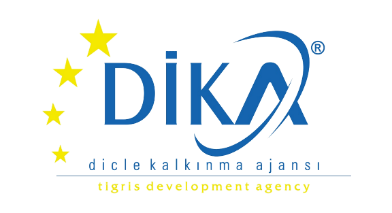 DİKA®
dicle kalkınma ajansı
tigris development agency